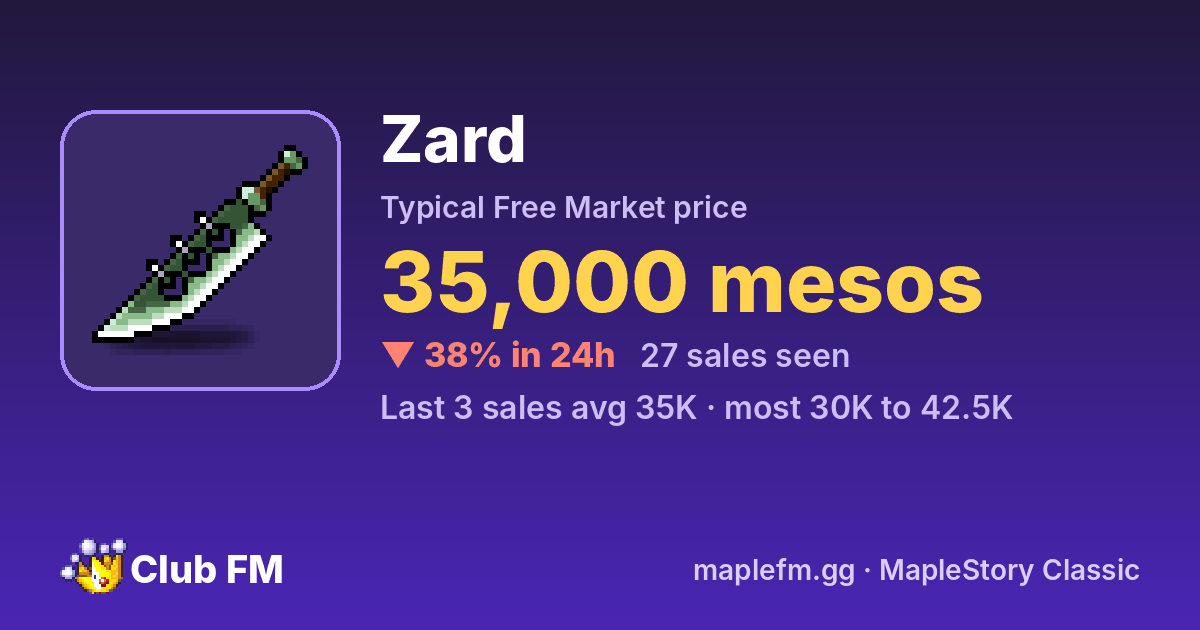 Zard
Typical Free Market price
35,000 mesos
▼ 38% in 24h 27 sales seen
Last 3 sales avg 35K · most 30K to 42.5K
Club FM
maplefm.gg · MapleStory Classic